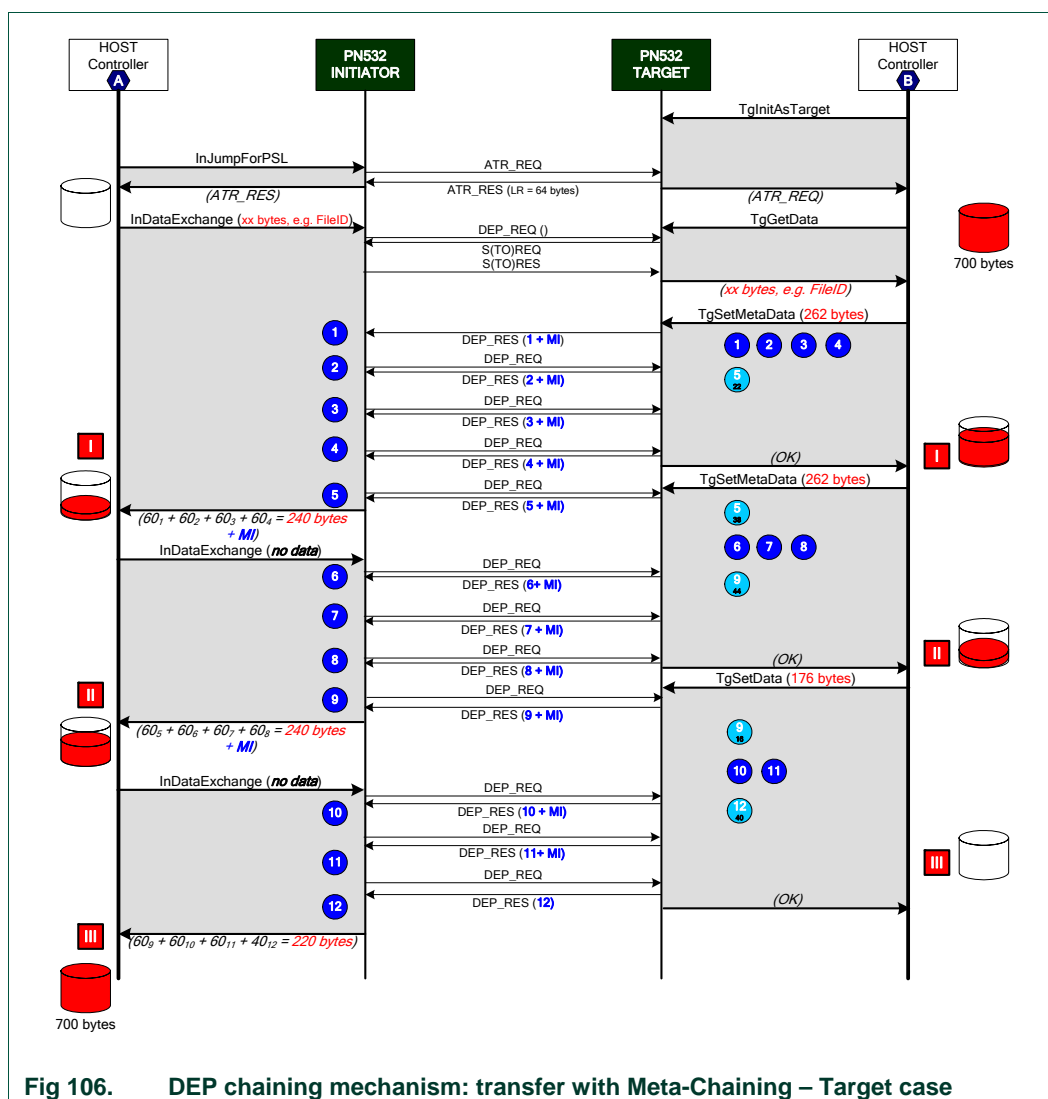 HOST
Controller
A
PN532
INITIATOR
PN532
TARGET
HOST
Controller
B
TgInitAsTarget
InJumpForPSL
ATR_REQ
(ATR_RES)
ATR_RES (LR = 64 bytes)
(ATR_REQ)
InDataExchange (xx bytes, e.g. FileID)
TgGetData
DEP_REQ ()
S(TO)REQ
S(TO)RES
700 bytes
(xx bytes, e.g. FileID)
TgSetMetaData (262 bytes)
1
DEP_RES (1 + MI)
1 2 3 4
DEP_REQ
2
DEP_RES (2 + MI)
5
22
DEP_REQ
3
DEP_RES (3 + MI)
DEP_REQ
I
4
DEP_RES (4 + MI)
(OK)
I
DEP_REQ
TgSetMetaData (262 bytes)
5
DEP_RES (5 + MI)
5
38
(60₁ + 60₂ + 60₃ + 60₄ = 240 bytes
+ MI)
6 7 8
InDataExchange (no data)
DEP_REQ
6
DEP_RES (6+ MI)
9
44
DEP_REQ
7
DEP_RES (7 + MI)
DEP_REQ
8
DEP_RES (8 + MI)
(OK)
II
DEP_REQ
TgSetData (176 bytes)
II
9
DEP_RES (9 + MI)
(60₅ + 60₆ + 60₇ + 60₈ = 240 bytes
+ MI)
9
16
10 11
InDataExchange (no data)
DEP_REQ
10
DEP_RES (10 + MI)
12
40
DEP_REQ
11
DEP_RES (11+ MI)
III
DEP_REQ
12
DEP_RES (12)
(OK)
III
(60₉ + 60₁₀ + 60₁₁ + 40₁₂ = 220 bytes)
700 bytes
Fig 106. DEP chaining mechanism: transfer with Meta-Chaining – Target case